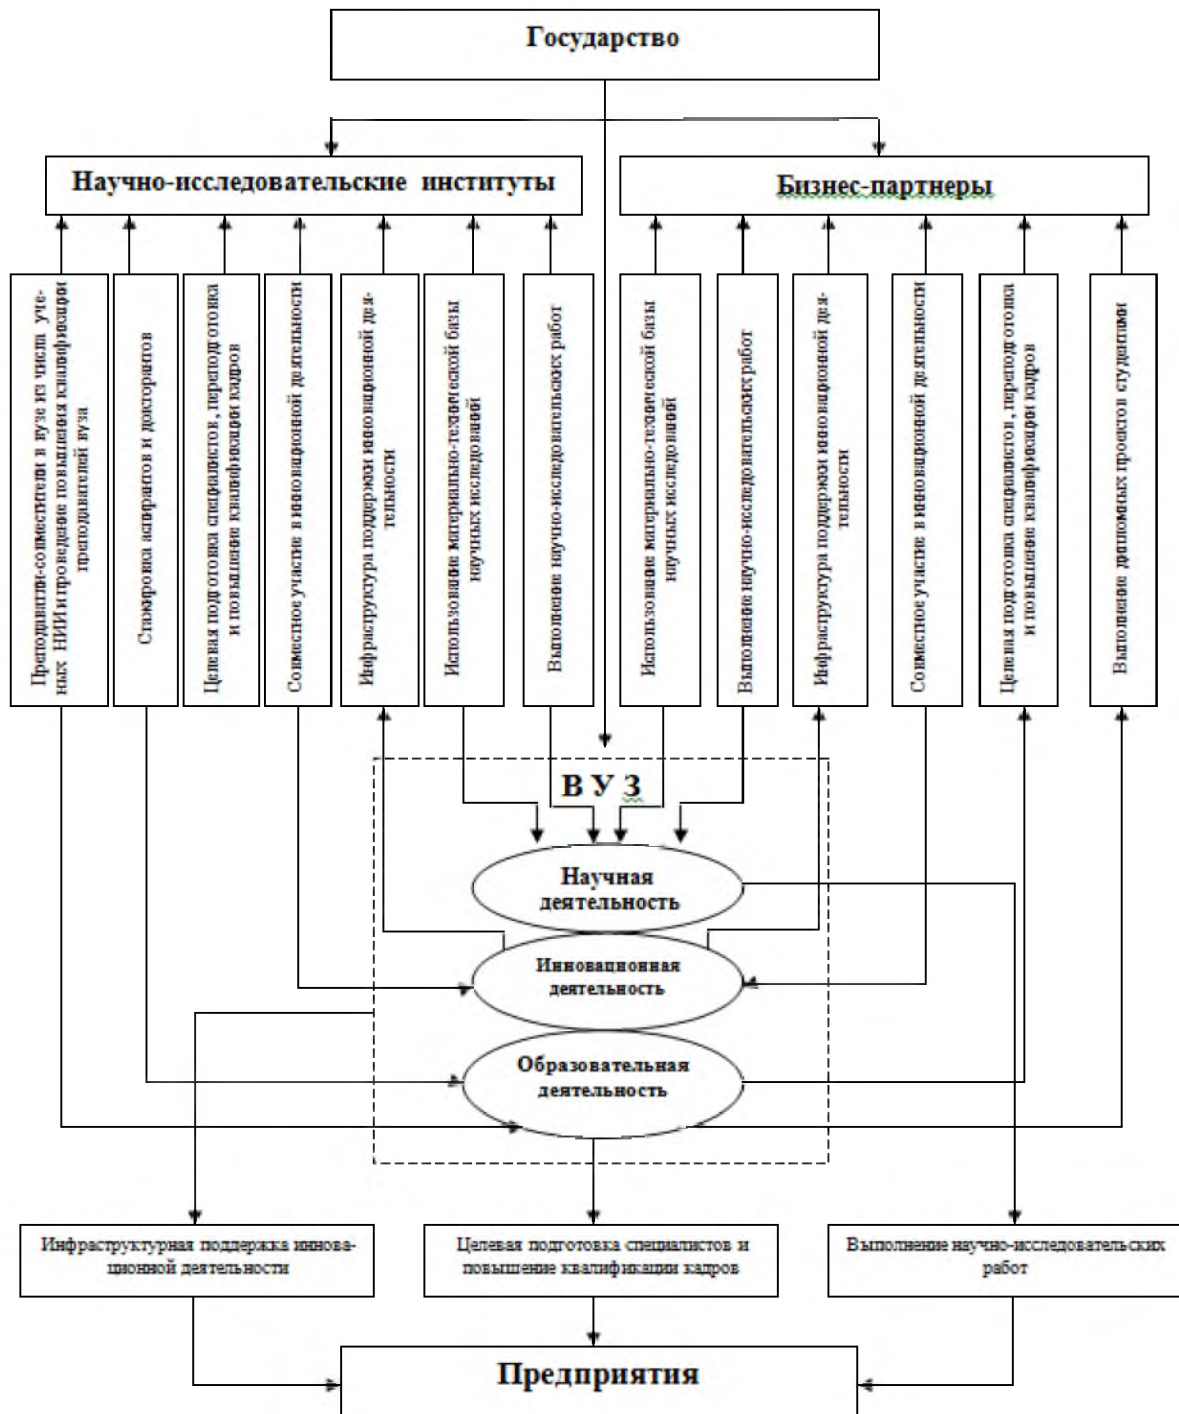 Государство
Научно-исследовательские институты
Бизнес-партнеры
Преподаватли-совместители в вузе из числа уче-
ных НИИ и проведение повышения квалификации
преподавателей вуза
Стажировка аспирантов и докторантов
Целевая подготовка специалистов, переподготовка
и повышение квалификации кадров
Совместное участие в инновационной деятельности
Инфраструктура поддержки инновационной дея-
тельности
Использование материально-технической базы
научных исследований
Выполнение научно-исследовательских работ
Использование материально-технической базы
научных исследований
Выполнение научно-исследовательских работ
Инфраструктура поддержки инновационной дея-
тельности
Совместное участие в инновационной деятельности
Целевая подготовка специалистов, переподготовка
и повышение квалификации кадров
Выполнение дипломных проектов студентами
В У З
Научная
деятельность
Инновационная
деятельность
Образовательная
деятельность
Инфраструктурная поддержка иннова-
ционной деятельности
Целевая подготовка специалистов и
повышение квалификации кадров
Выполнение научно-исследовательских
работ
Предприятия